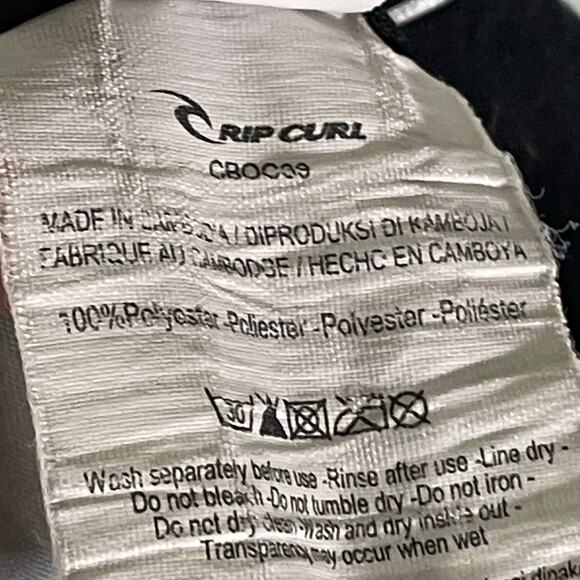 RIP CURL
CBOC39
MADE IN CAMBODIA / DIPRODUKSI DI KAMBOJA /
FABRIQUE AU CAMBODGE / HECHO EN CAMBOYA
100%Polyester -Poliester -Polyester -Poliéster
30
Wash separately before use -Rinse after use -Line dry -
Do not bleach -Do not tumble dry -Do not iron -
Do not dry clean -Wash and dry inside out -
Transparency may occur when wet